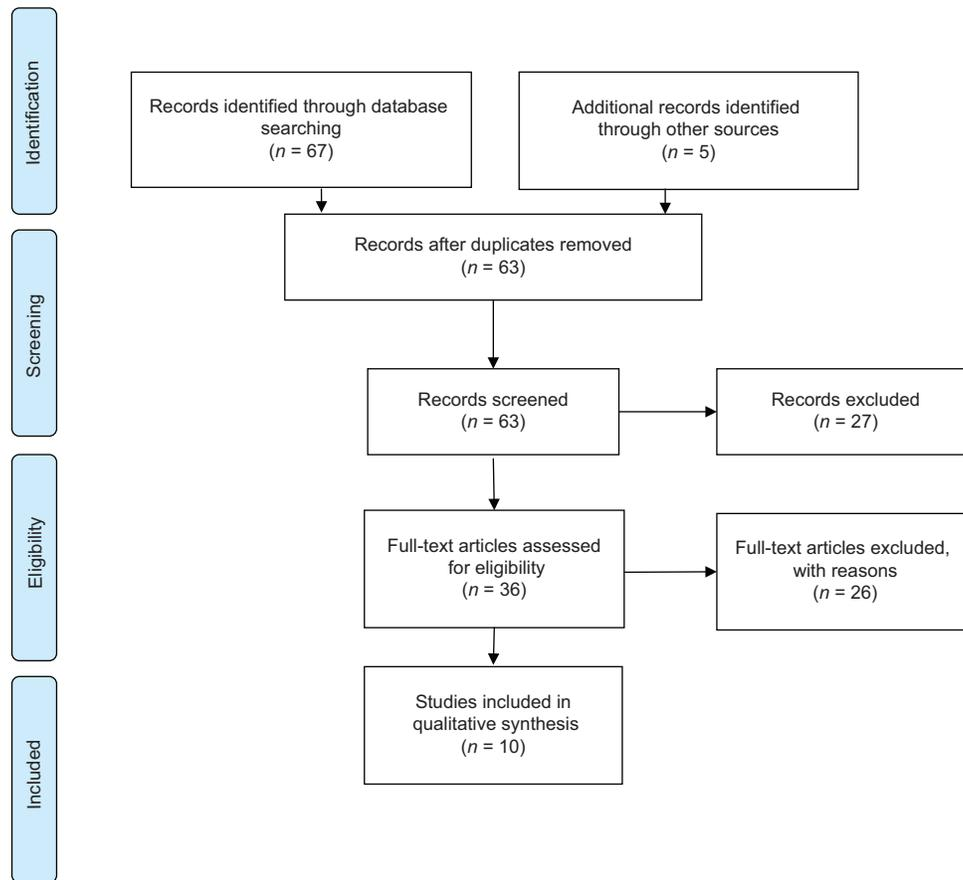 Identification
Records identified through database
searching
(n = 67)
Additional records identified
through other sources
(n = 5)
Records after duplicates removed
(n = 63)
Screening
Records screened
(n = 63)
Records excluded
(n = 27)
Eligibility
Full-text articles assessed
for eligibility
(n = 36)
Full-text articles excluded,
with reasons
(n = 26)
Included
Studies included in
qualitative synthesis
(n = 10)